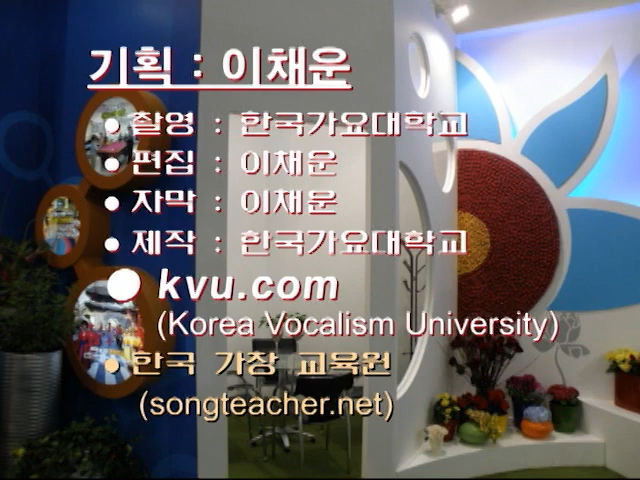 기획 : 이채운
● 촬영 : 한국가요대학교
● 편집 : 이채운
● 자막 : 이채운
● 제작 : 한국가요대학교
● kvu.com
(Korea Vocalism University)
● 한국 가창 교육원
(songteacher.net)